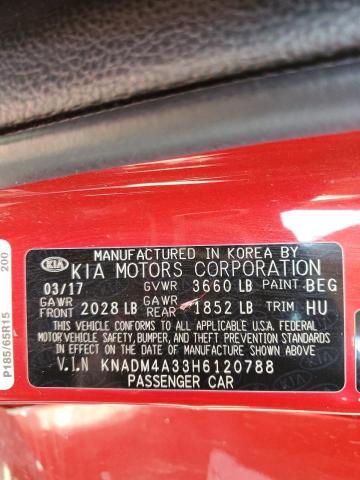 MANUFACTURED IN KOREA BY
KIA KIA MOTORS CORPORATION
03/17 GVWR 3660 LB PAINT BEG
GAWR FRONT 2028 LB GAWR REAR 1852 LB TRIM HU
THIS VEHICLE CONFORMS TO ALL APPLICABLE U.S.A. FEDERAL
MOTOR VEHICLE SAFETY, BUMPER, AND THEFT PREVENTION STANDARDS
IN EFFECT ON THE DATE OF MANUFACTURE SHOWN ABOVE.
V.I.N KNADM4A33H6120788
PASSENGER CAR
P185/65R15 200